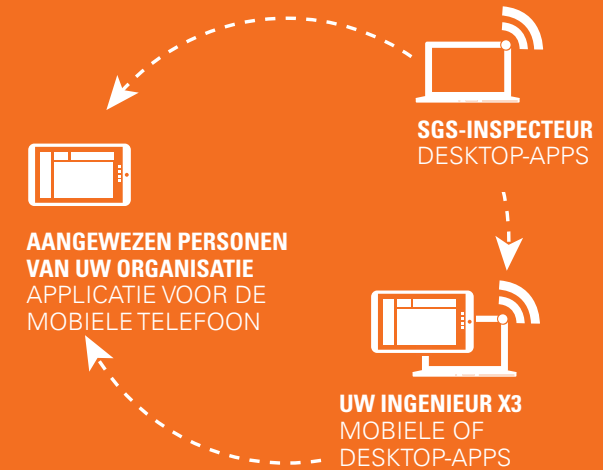 SGS-INSPECTEUR
DESKTOP-APPS
AANGEWEZEN PERSONEN
VAN UW ORGANISATIE
APPLICATIE VOOR DE
MOBIELE TELEFOON
UW INGENIEUR X3
MOBIELE OF
DESKTOP-APPS